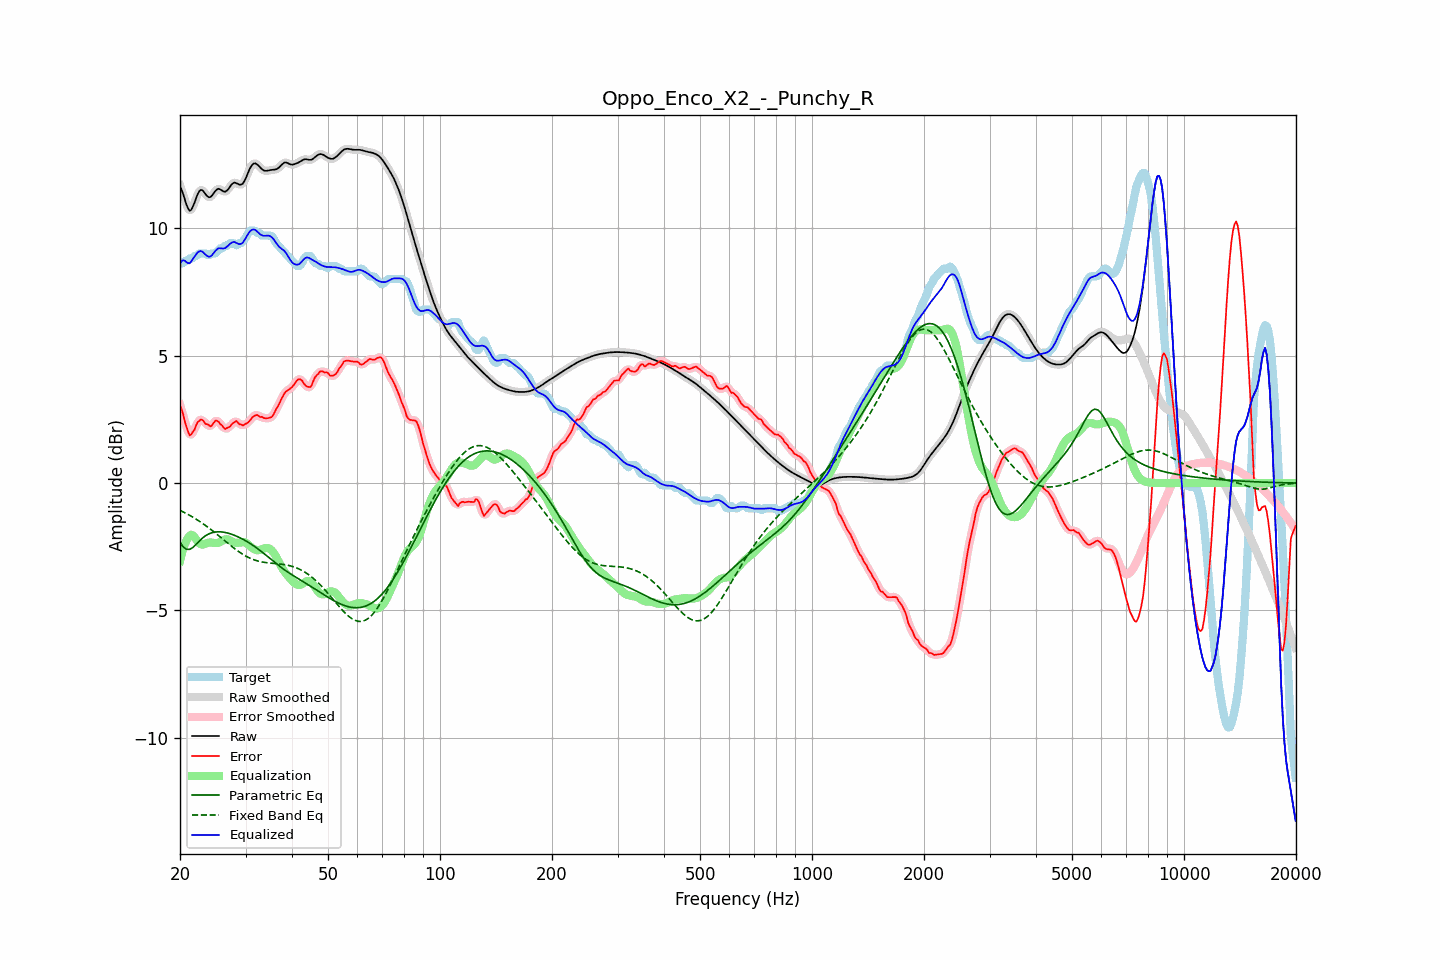 Oppo_Enco_X2_-_Punchy_R
Amplitude (dBr)
10
5
0
−5
−10
Target
Raw Smoothed
Error Smoothed
Raw
Error
Equalization
Parametric Eq
Fixed Band Eq
Equalized
20 50 100 200 500 1000 2000 5000 10000 20000
Frequency (Hz)